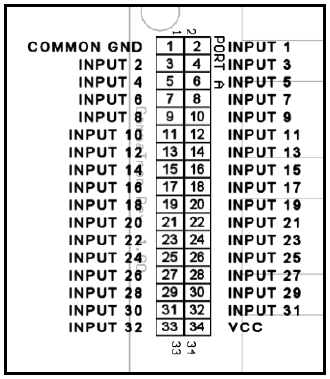 1 2
PORT A
COMMON GND 1 2 INPUT 1
INPUT 2 3 4 INPUT 3
INPUT 4 5 6 INPUT 5
INPUT 6 7 8 INPUT 7
INPUT 8 9 10 INPUT 9
INPUT 10 11 12 INPUT 11
INPUT 12 13 14 INPUT 13
INPUT 14 15 16 INPUT 15
INPUT 16 17 18 INPUT 17
INPUT 18 19 20 INPUT 19
INPUT 20 21 22 INPUT 21
INPUT 22 23 24 INPUT 23
INPUT 24 25 26 INPUT 25
INPUT 26 27 28 INPUT 27
INPUT 28 29 30 INPUT 29
INPUT 30 31 32 INPUT 31
INPUT 32 33 34 VCC
33 34